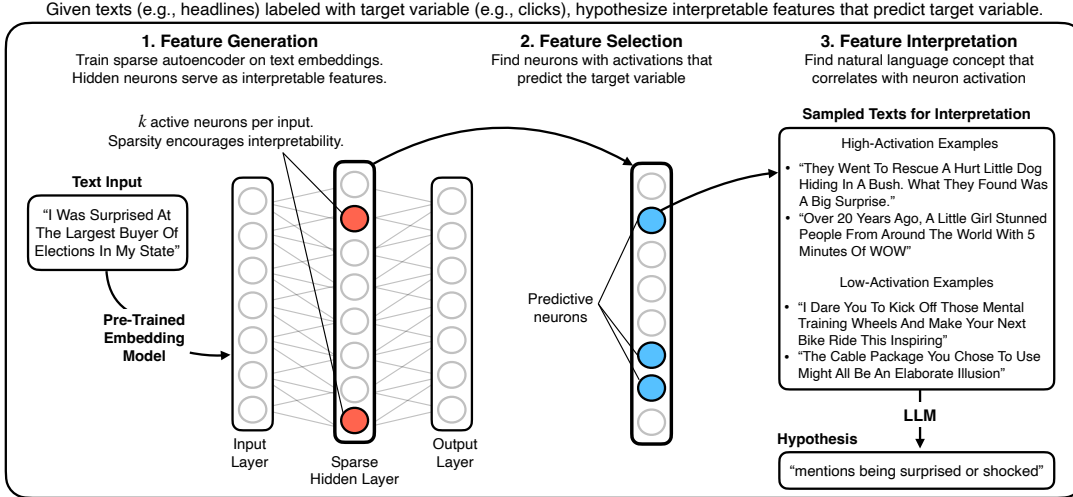 Given texts (e.g., headlines) labeled with target variable (e.g., clicks), hypothesize interpretable features that predict target variable.
1. Feature Generation
Train sparse autoencoder on text embeddings.
Hidden neurons serve as interpretable features.
k active neurons per input.
Sparsity encourages interpretability.
Text Input
“I Was Surprised At
The Largest Buyer Of
Elections In My State”
Pre-Trained
Embedding
Model
Input
Layer
Sparse
Hidden Layer
Output
Layer
2. Feature Selection
Find neurons with activations that
predict the target variable
Predictive
neurons
3. Feature Interpretation
Find natural language concept that
correlates with neuron activation
Sampled Texts for Interpretation
High-Activation Examples
• “They Went To Rescue A Hurt Little Dog
Hiding In A Bush. What They Found Was
A Big Surprise.”
• “Over 20 Years Ago, A Little Girl Stunned
People From Around The World With 5
Minutes Of WOW”
Low-Activation Examples
• “I Dare You To Kick Off Those Mental
Training Wheels And Make Your Next
Bike Ride This Inspiring”
• “The Cable Package You Chose To Use
Might All Be An Elaborate Illusion”
LLM
Hypothesis
“mentions being surprised or shocked”